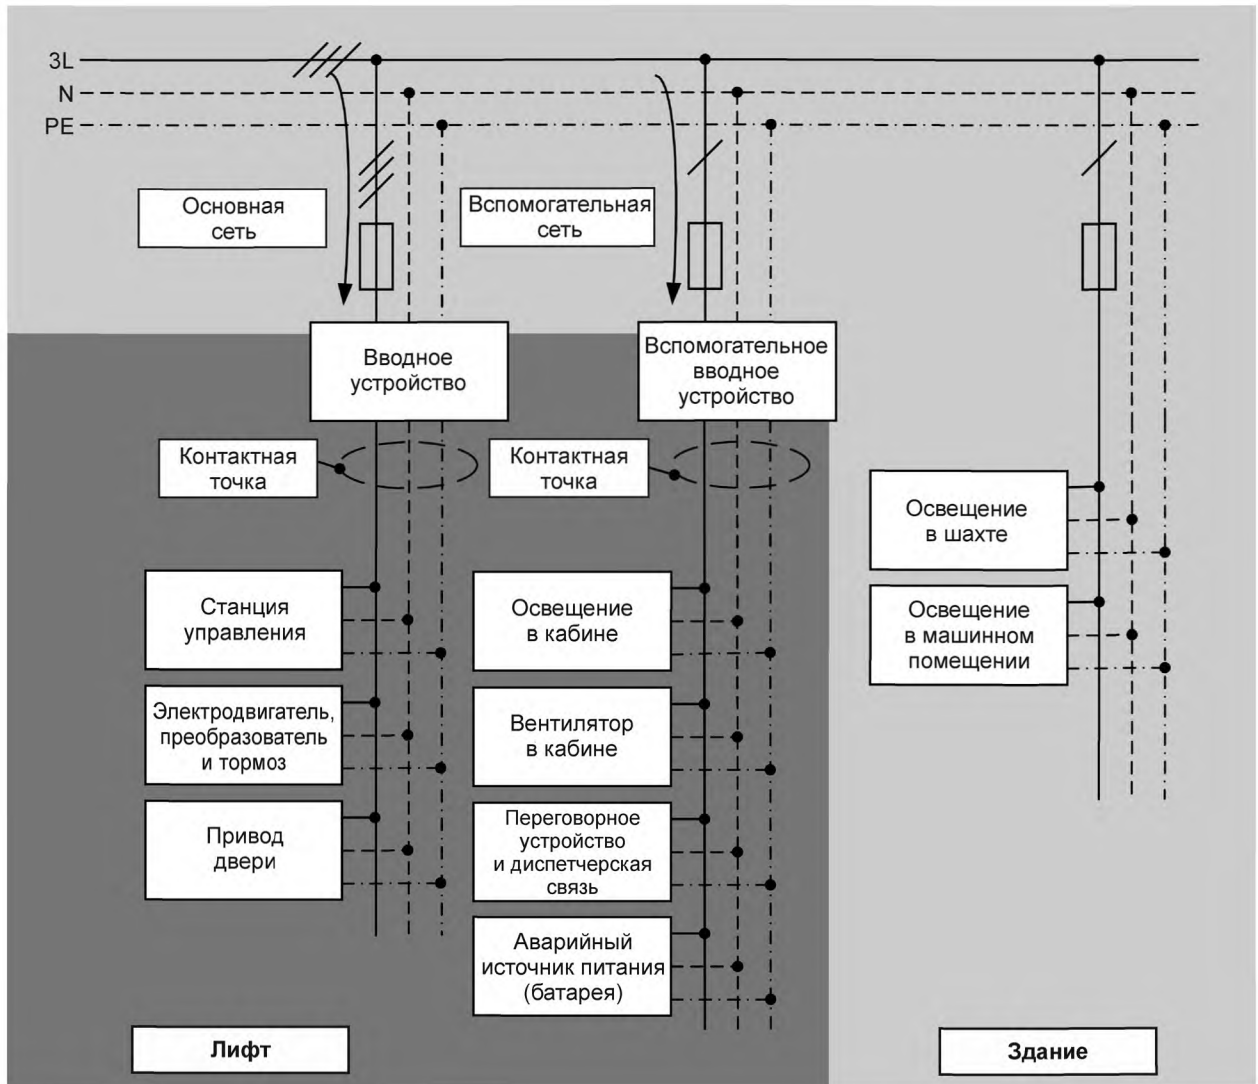 3L
N
PE
Основная
сеть
Вспомогательная
сеть
Вводное
устройство
Вспомогательное
вводное
устройство
Контактная
точка
Контактная
точка
Освещение
в шахте
Станция
управления
Освещение
в кабине
Освещение
в машинном
помещении
Электродвигатель,
преобразователь
и тормоз
Вентилятор
в кабине
Привод
двери
Переговорное
устройство
и диспетчерская
связь
Аварийный
источник питания
(батарея)
Лифт
Здание